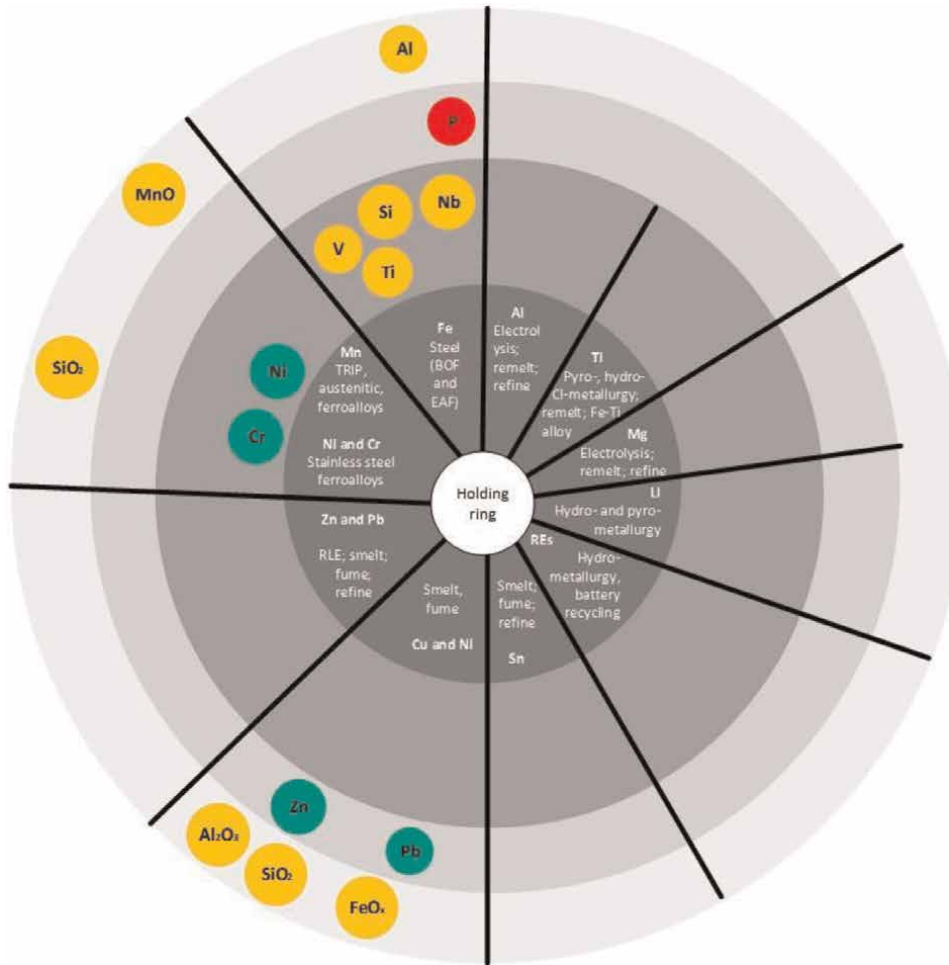 Al
P
MnO
Nb
Si
V
Ti
SiO₂
Ni
Cr
Fe
Steel
(BOF
and
EAF)
Al
Electrol
ysis;
remelt;
refine
Mn
TRIP,
austenitic,
ferroalloys
Ti
Pyro-, hydro-
Cl-metallurgy;
remelt; Fe-Ti
alloy
Ni and Cr
Stainless steel
ferroalloys
Mg
Electrolysis;
remelt; refine
Holding
ring
Li
Hydro- and pyro-
metallurgy
Zn and Pb
RLE; smelt;
fume;
refine
REs
Hydro-
metallurgy,
battery
recycling
Smelt,
fume
Cu and Ni
Smelt;
fume;
refine
Sn
Zn
Al₂O₃
Pb
SiO₂
FeOₓ